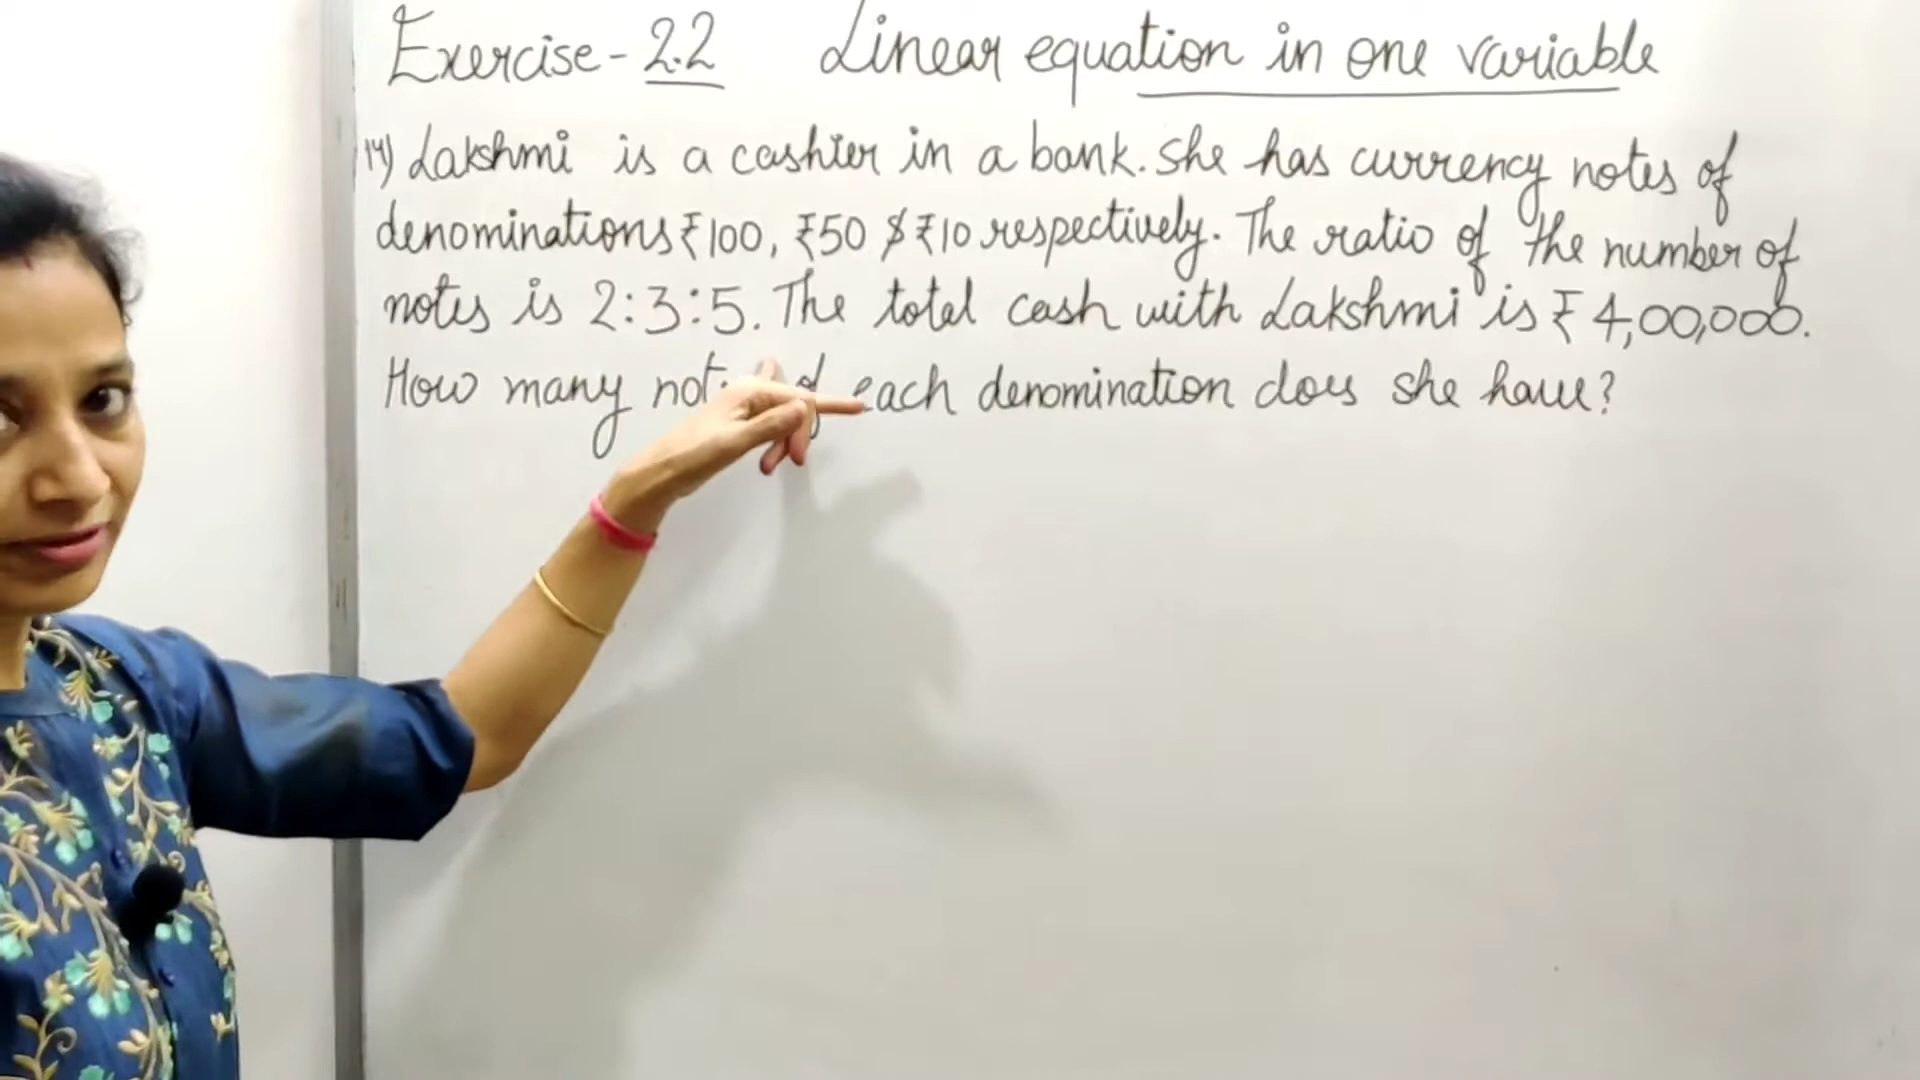 Exercise - 2.2 Linear equation in one variable
14) Lakshmi is a cashier in a bank. She has currency notes of
denominations ₹100, ₹50 & ₹10 respectively. The ratio of the number of
notes is 2:3:5. The total cash with Lakshmi is ₹ 4,00,000.
How many of each denomination does she have?